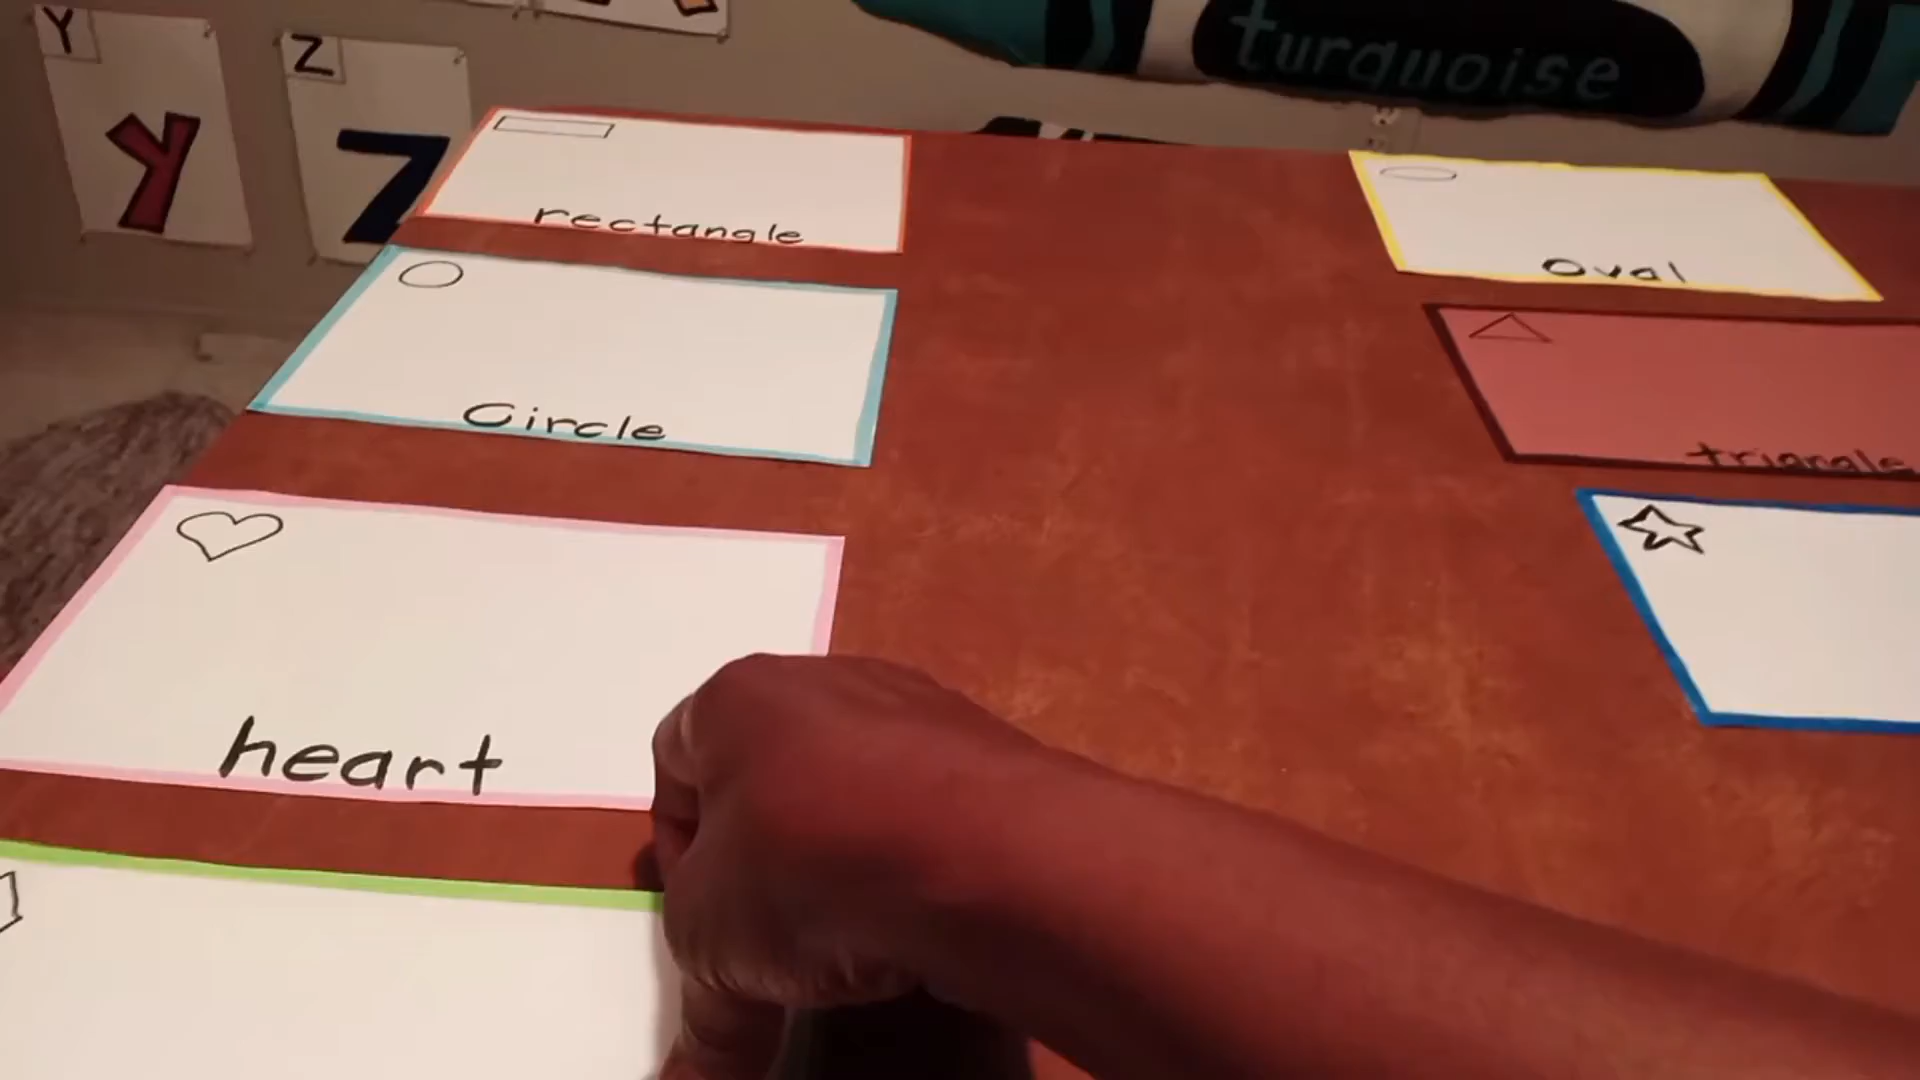 Y
Y
Z
Z
turquoise
rectangle
oval
Circle
triangle
heart